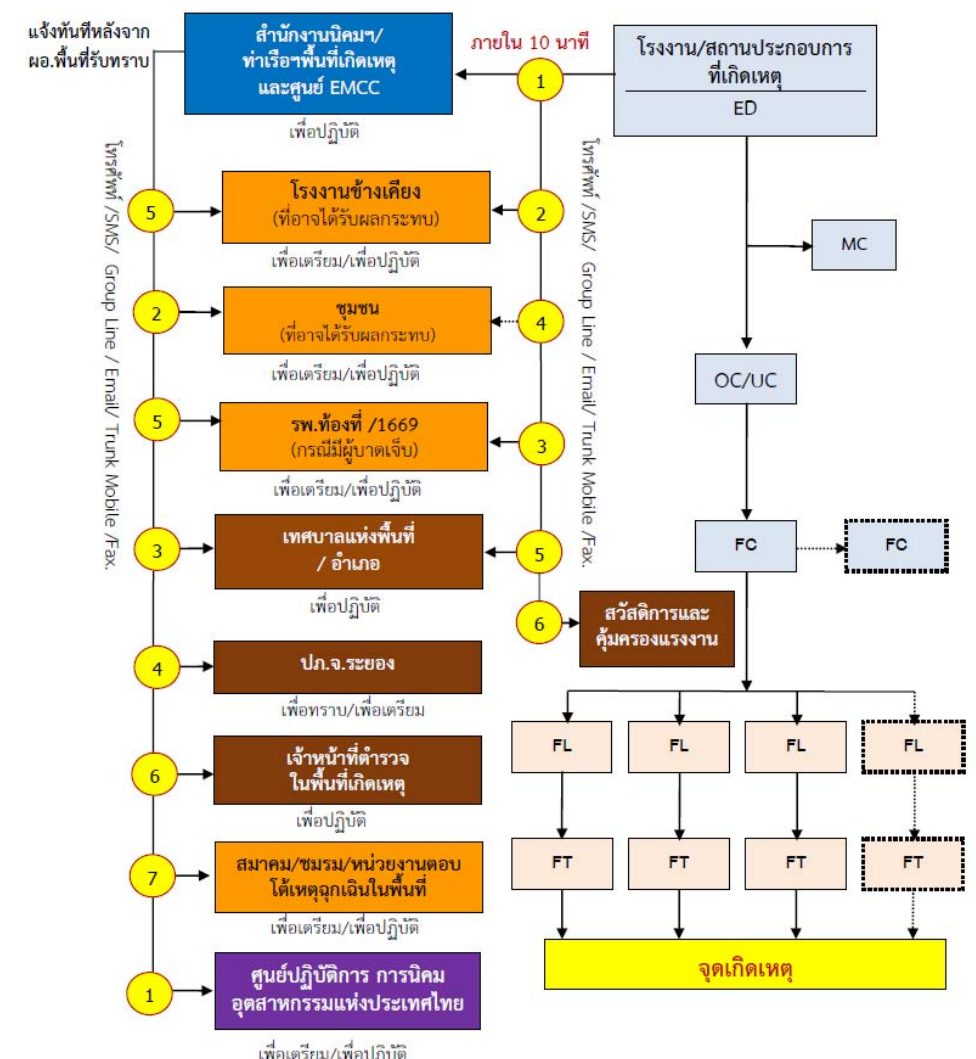 แจ้งทันทีหลังจาก
ผอ.พื้นที่รับทราบ
สำนักงานนิคมฯ/
ท่าเรือฯพื้นที่เกิดเหตุ
และศูนย์ EMCC
เพื่อปฏิบัติ
ภายใน 10 นาที
1
โรงงาน/สถานประกอบการ
ที่เกิดเหตุ
ED
โทรศัพท์ /SMS/ Group Line / Email/ Trunk Mobile /Fax.
โทรศัพท์ /SMS/ Group Line / Email/ Trunk Mobile /Fax.
5
โรงงานข้างเคียง
(ที่อาจได้รับผลกระทบ)
2
เพื่อเตรียม/เพื่อปฏิบัติ
MC
2
ชุมชน
(ที่อาจได้รับผลกระทบ)
4
เพื่อเตรียม/เพื่อปฏิบัติ
OC/UC
5
รพ.ท้องที่ /1669
(กรณีมีผู้บาดเจ็บ)
3
เพื่อเตรียม/เพื่อปฏิบัติ
3
เทศบาลแห่งพื้นที่
/ อำเภอ
5
เพื่อปฏิบัติ
FC
FC
6
สวัสดิการและ
คุ้มครองแรงงาน
4
ปภ.จ.ระยอง
เพื่อทราบ/เพื่อเตรียม
6
เจ้าหน้าที่ตำรวจ
ในพื้นที่เกิดเหตุ
เพื่อปฏิบัติ
FL
FL
FL
FL
7
สมาคม/ชมรม/หน่วยงานตอบ
โต้เหตุฉุกเฉินในพื้นที่
เพื่อเตรียม/เพื่อปฏิบัติ
FT
FT
FT
FT
1
ศูนย์ปฏิบัติการ การนิคม
อุตสาหกรรมแห่งประเทศไทย
เพื่อเตรียม/เพื่อปฏิบัติ
จุดเกิดเหตุ